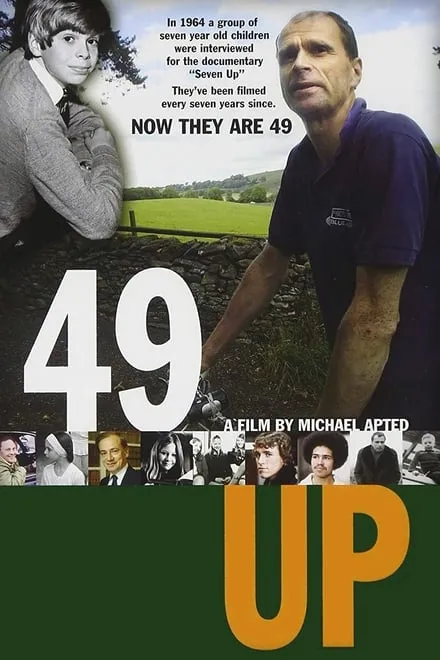 In 1964 a group of
seven year old children
were interviewed
for the documentary
“Seven Up”
They've been filmed
every seven years since.
NOW THEY ARE 49
49
A FILM BY MICHAEL APTED
UP